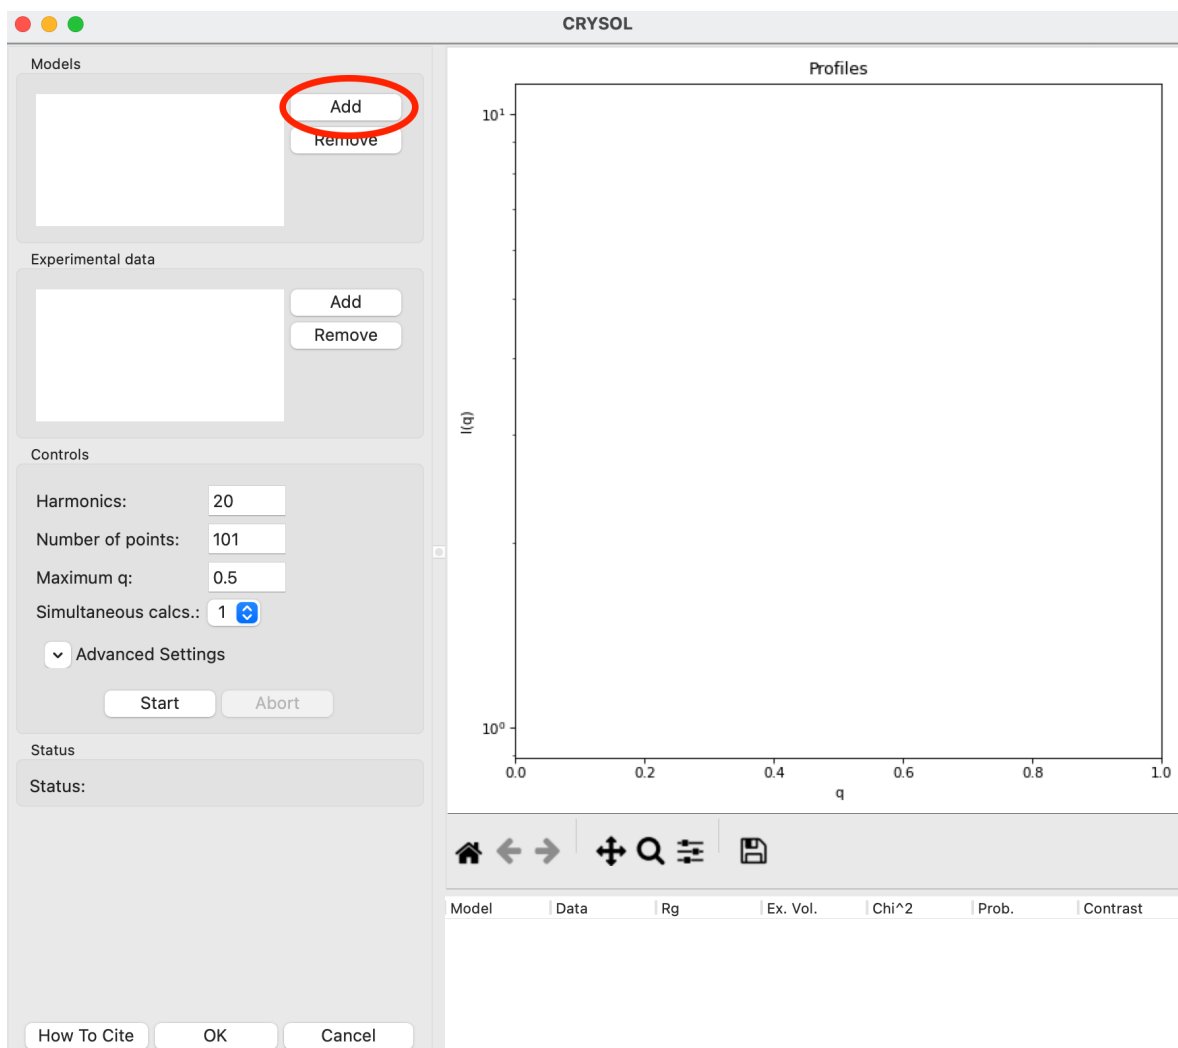 CRYSOL
Models
Add
Remove
Experimental data
Add
Remove
Controls
Harmonics: 20
Number of points: 101
Maximum q: 0.5
Simultaneous calcs.: 1
Advanced Settings
Start Abort
Status
Status:
How To Cite OK Cancel
Profiles
10¹
I(q)
10⁰
0.0 0.2 0.4 0.6 0.8 1.0
q
Model Data Rg Ex. Vol. Chi^2 Prob. Contrast